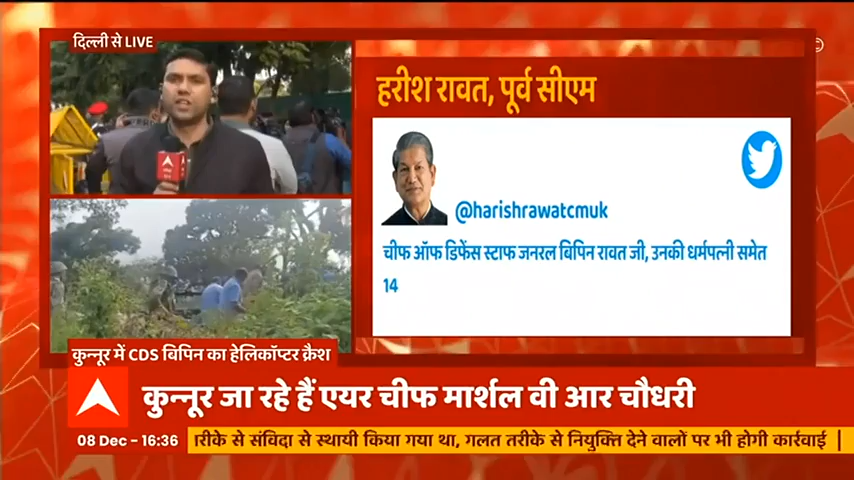 दिल्ली से LIVE
हरीश रावत, पूर्व सीएम
@harishrawatcmuk
चीफ ऑफ डिफेंस स्टाफ जनरल बिपिन रावत जी, उनकी धर्मपत्नी समेत
14
कुन्नूर में CDS बिपिन का हेलिकॉप्टर क्रैश
कुन्नूर जा रहे हैं एयर चीफ मार्शल वी आर चौधरी
08 Dec - 16:36
रीके से संविदा से स्थायी किया गया था, गलत तरीके से नियुक्ति देने वालों पर भी होगी कार्रवाई